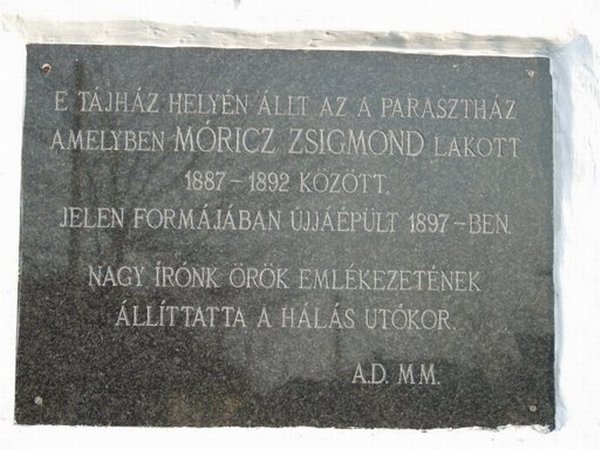 E TÁJHÁZ HELYÉN ÁLLT AZ A PARASZTHÁZ
AMELYBEN MÓRICZ ZSIGMOND LAKOTT
1887 – 1892 KÖZÖTT.
JELEN FORMÁJÁBAN ÚJJÁÉPÜLT 1897 – BEN.
NAGY ÍRÓNK ÖRÖK EMLÉKEZETÉNEK
ÁLLÍTTATTA A HÁLÁS UTÓKOR.
A.D. MM.